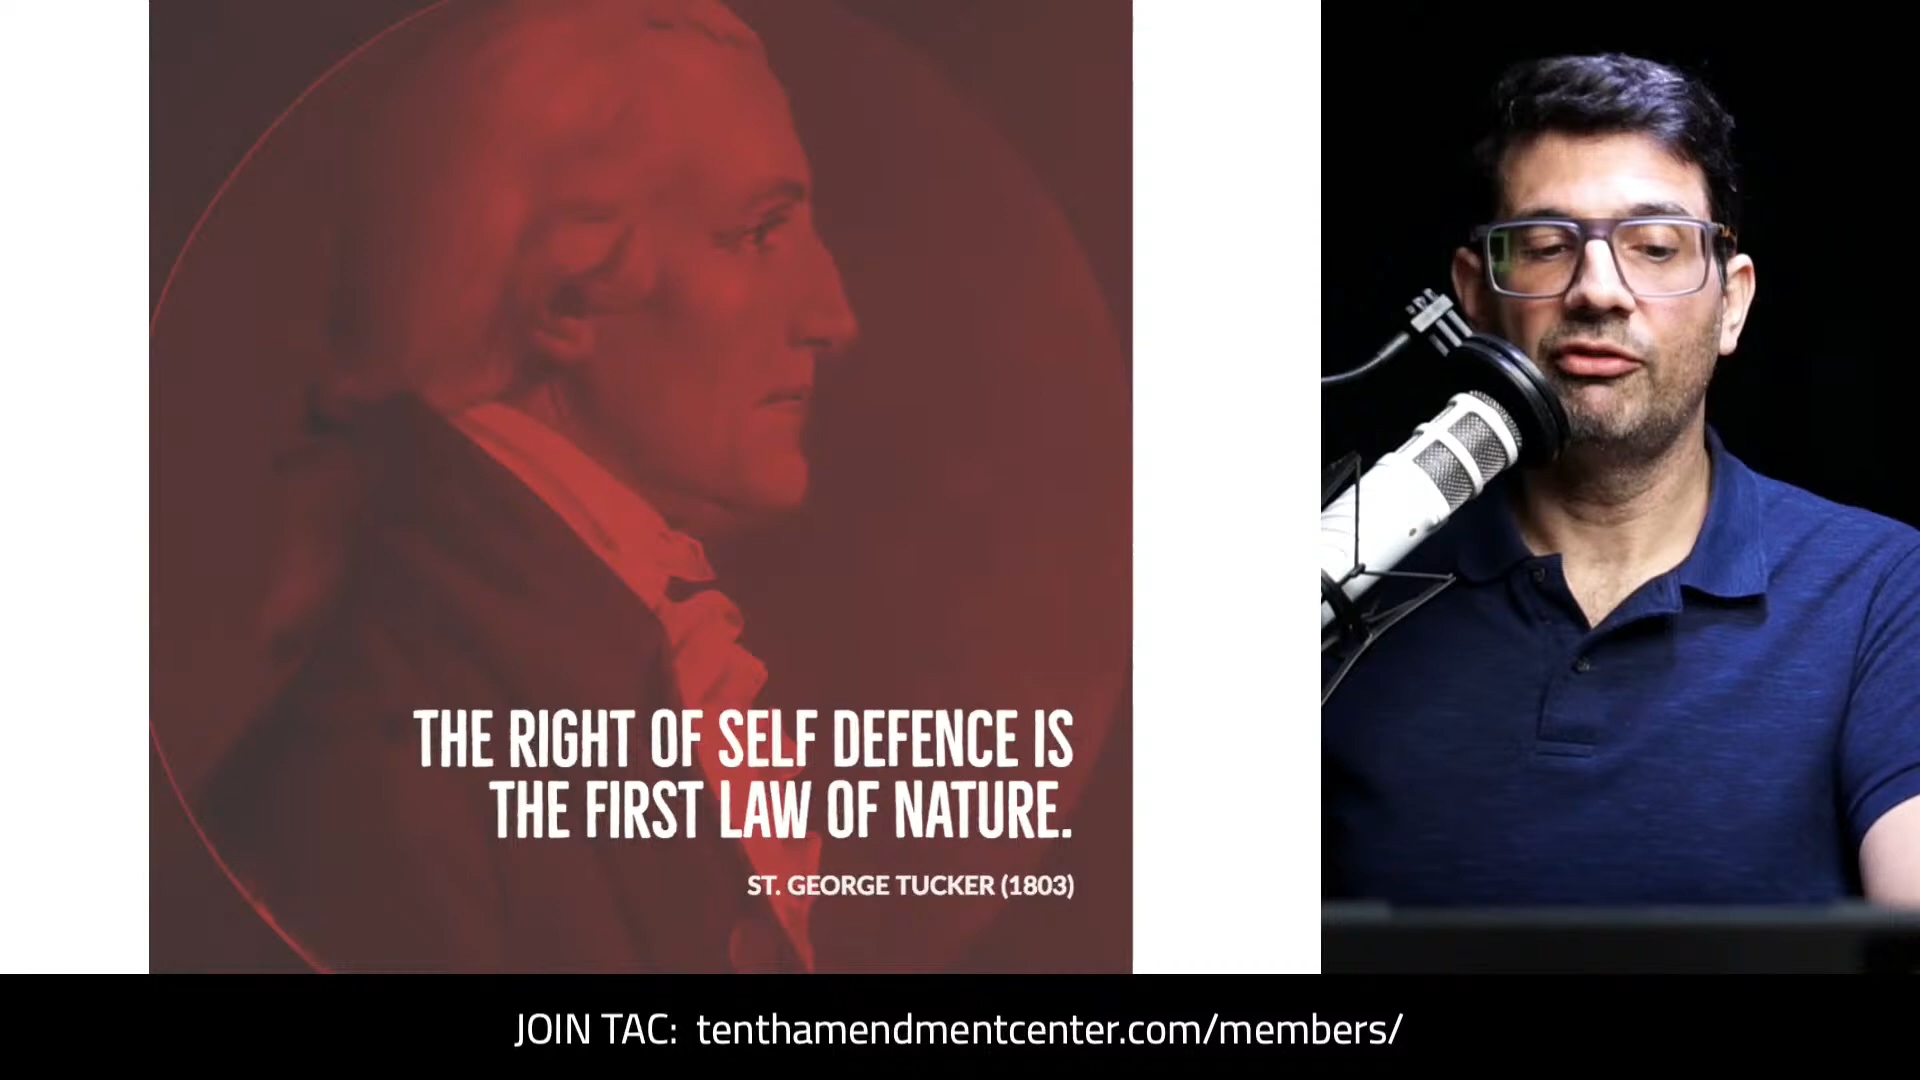 THE RIGHT OF SELF DEFENCE IS
THE FIRST LAW OF NATURE.
ST. GEORGE TUCKER (1803)
JOIN TAC: tenthamendmentcenter.com/members/